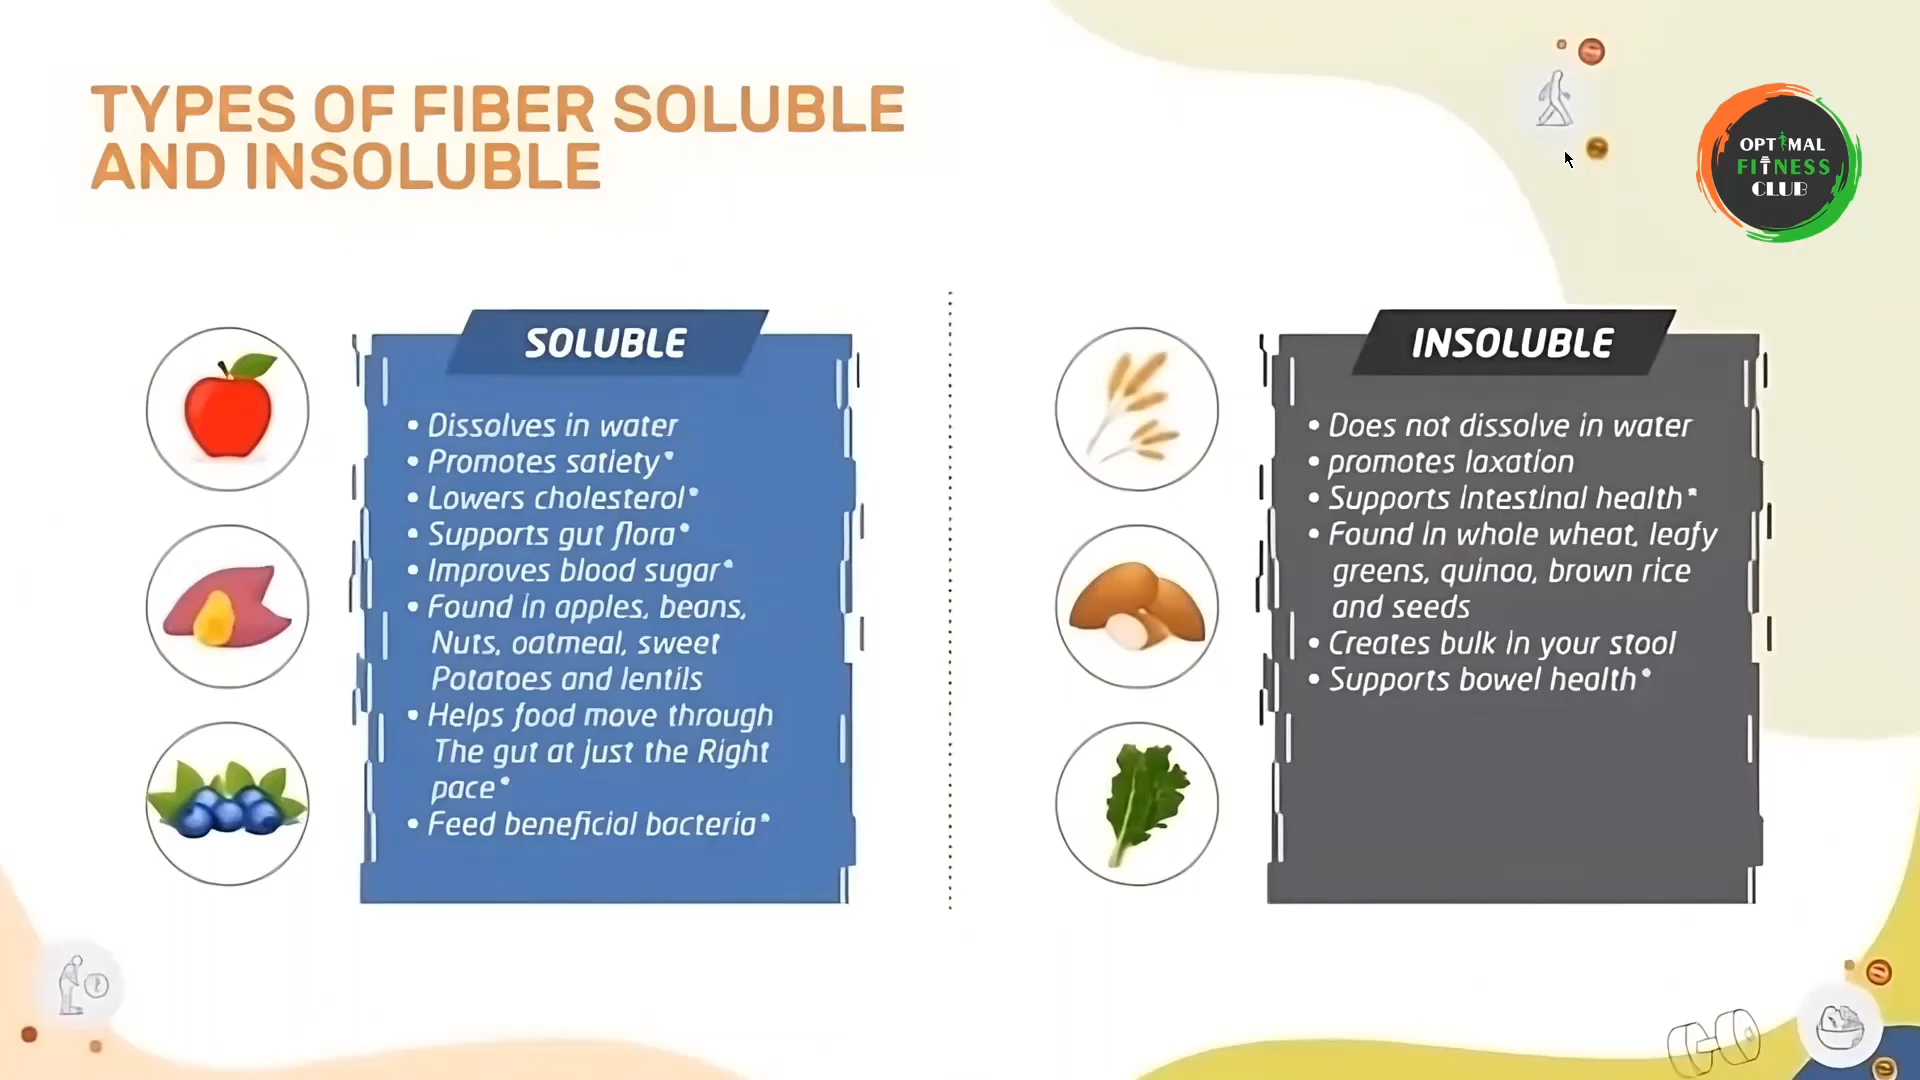 TYPES OF FIBER SOLUBLE
AND INSOLUBLE
OPTIMAL
FITNESS
CLUB
SOLUBLE
• Dissolves in water
• Promotes satiety*
• Lowers cholesterol*
• Supports gut flora*
• Improves blood sugar*
• Found in apples, beans,
Nuts, oatmeal, sweet
Potatoes and lentils
• Helps food move through
The gut at just the Right
pace*
• Feed beneficial bacteria*
INSOLUBLE
• Does not dissolve in water
• promotes laxation
• Supports intestinal health*
• Found in whole wheat, leafy
greens, quinoa, brown rice
and seeds
• Creates bulk in your stool
• Supports bowel health*